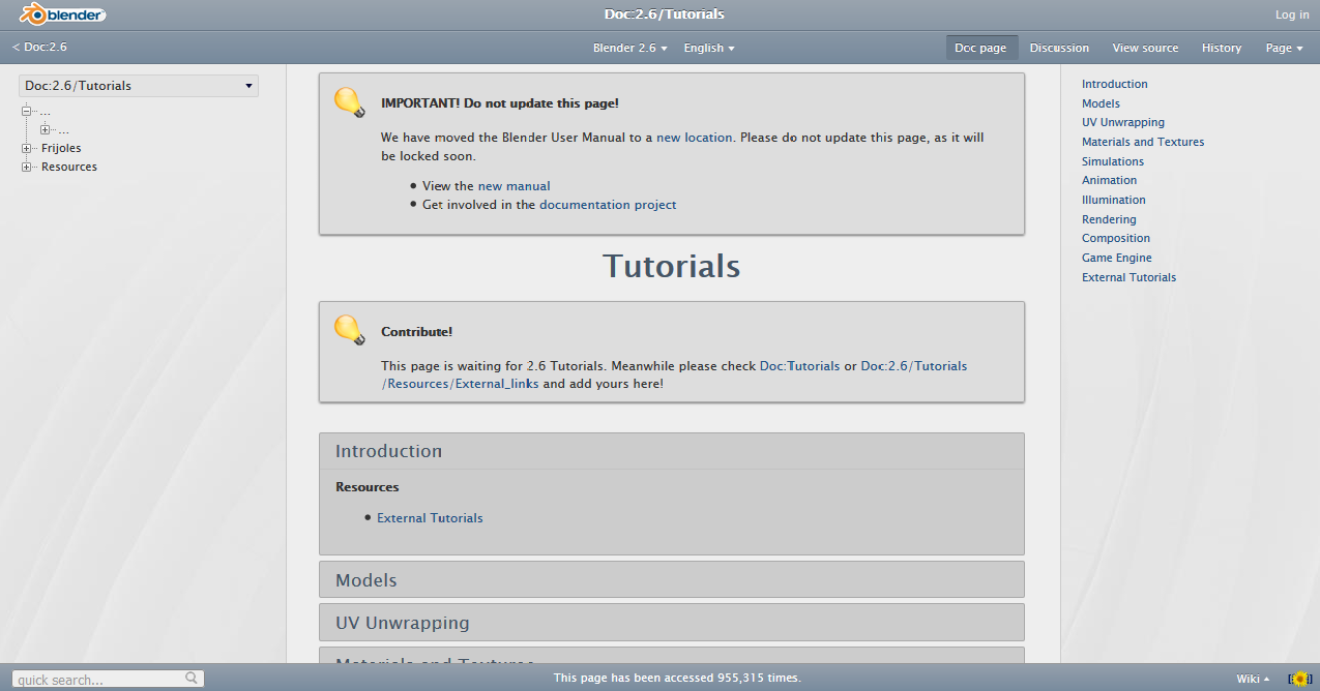 blender
Doc:2.6/Tutorials
Log in
< Doc:2.6
Blender 2.6
English
Doc page
Discussion
View source
History
Page
Doc:2.6/Tutorials
...
...
Frijoles
Resources
IMPORTANT! Do not update this page!
We have moved the Blender User Manual to a new location. Please do not update this page, as it will
be locked soon.
• View the new manual
• Get involved in the documentation project
Tutorials
Contribute!
This page is waiting for 2.6 Tutorials. Meanwhile please check Doc:Tutorials or Doc:2.6/Tutorials
/Resources/External_links and add yours here!
Introduction
Resources
• External Tutorials
Models
UV Unwrapping
Materials and Textures
Introduction
Models
UV Unwrapping
Materials and Textures
Simulations
Animation
Illumination
Rendering
Composition
Game Engine
External Tutorials
quick search...
This page has been accessed 955,315 times.
Wiki